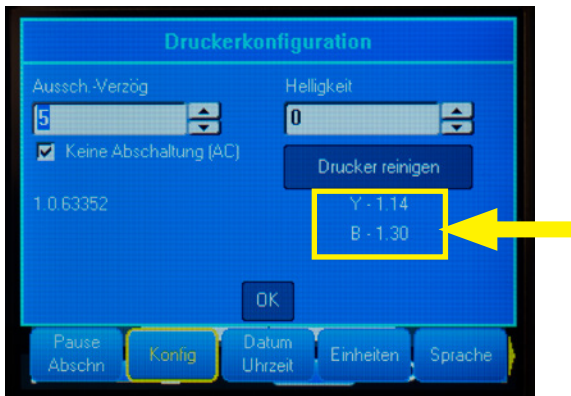 Druckerkonfiguration
Aussch.-Verzög
Helligkeit
5
0
Keine Abschaltung (AC)
Drucker reinigen
1.0.63352
Y - 1.14
B - 1.30
OK
Pause
Abschn
Konfig
Datum
Uhrzeit
Einheiten
Sprache